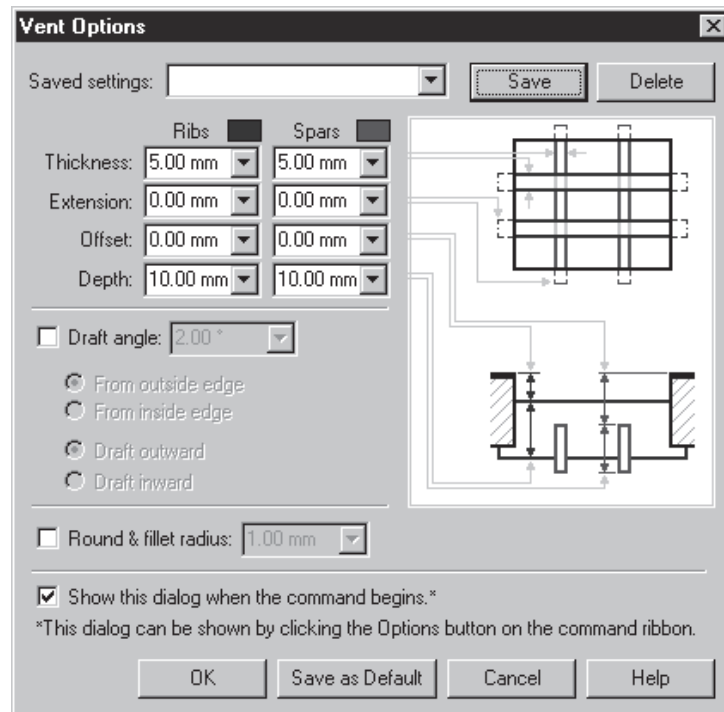 Vent Options
Saved settings: Save Delete
Ribs Spars
Thickness: 5.00 mm 5.00 mm
Extension: 0.00 mm 0.00 mm
Offset: 0.00 mm 0.00 mm
Depth: 10.00 mm 10.00 mm
Draft angle: 2.00 °
From outside edge
From inside edge
Draft outward
Draft inward
Round & fillet radius: 1.00 mm
Show this dialog when the command begins.*
*This dialog can be shown by clicking the Options button on the command ribbon.
OK Save as Default Cancel Help